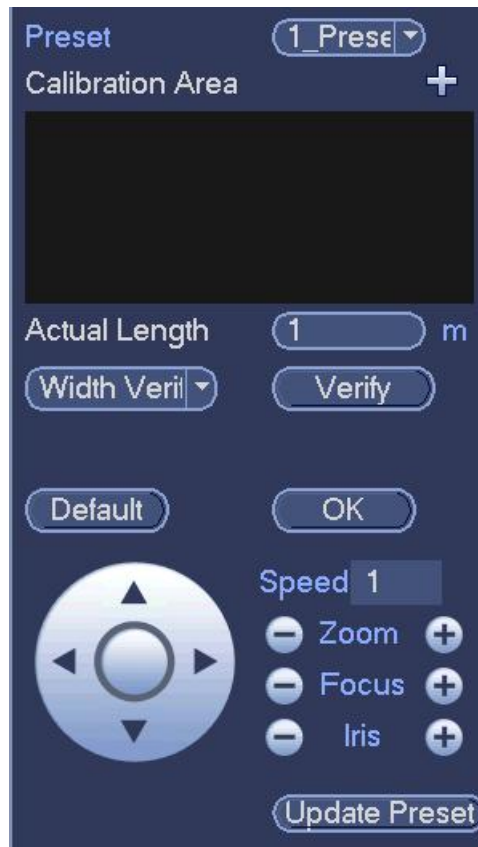 Preset 1_Prese
Calibration Area
Actual Length 1 m
Width Veri Verify
Default OK
Speed 1
Zoom
Focus
Iris
Update Preset